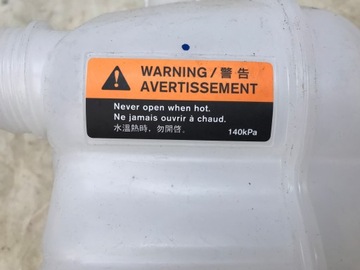 WARNING / 警告
AVERTISSEMENT
Never open when hot.
Ne jamais ouvrir à chaud.
水溫熱時，勿開啓。
140kPa